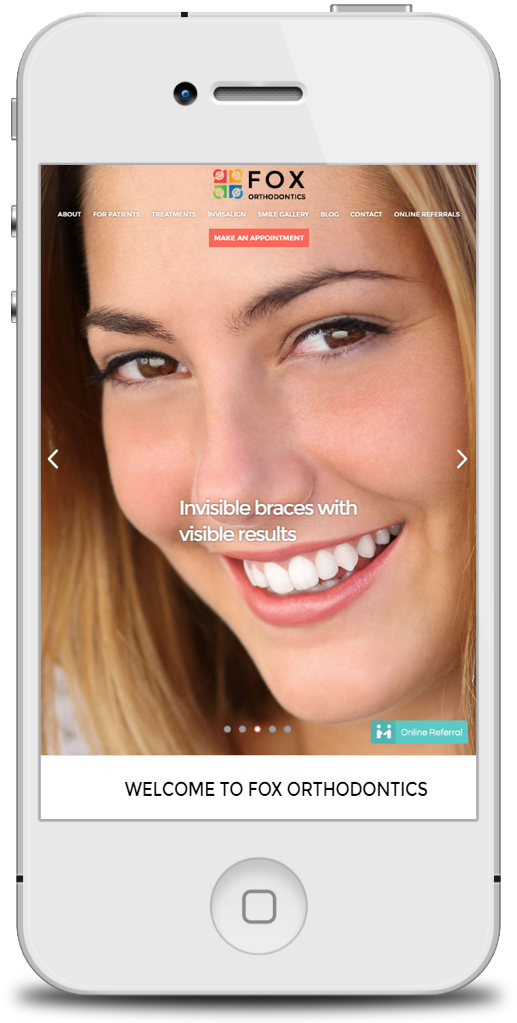 FOX
ORTHODONTICS
ABOUT FOR PATIENTS TREATMENTS INVISALIGN SMILE GALLERY BLOG CONTACT ONLINE REFERRALS
MAKE AN APPOINTMENT
Invisible braces with
visible results
Online Referral
WELCOME TO FOX ORTHODONTICS